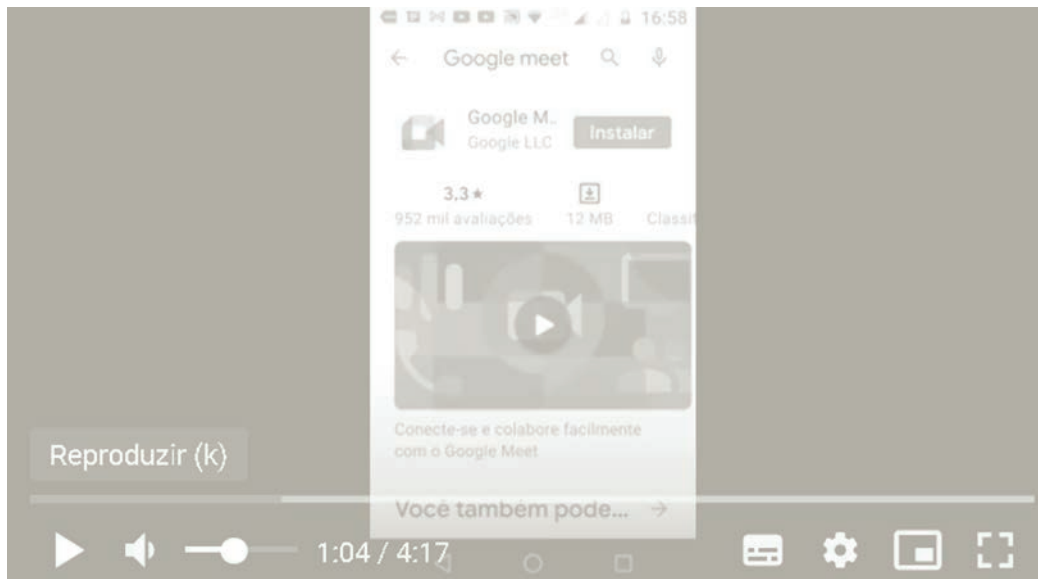 16:58
Google meet
Google M..
Instalar
Google LLC
3,3★
952 mil avaliações 12 MB Classif
Conecte-se e colabore facilmente
com o Google Meet
Reproduzir (k)
Você também pode...
1:04 / 4:17